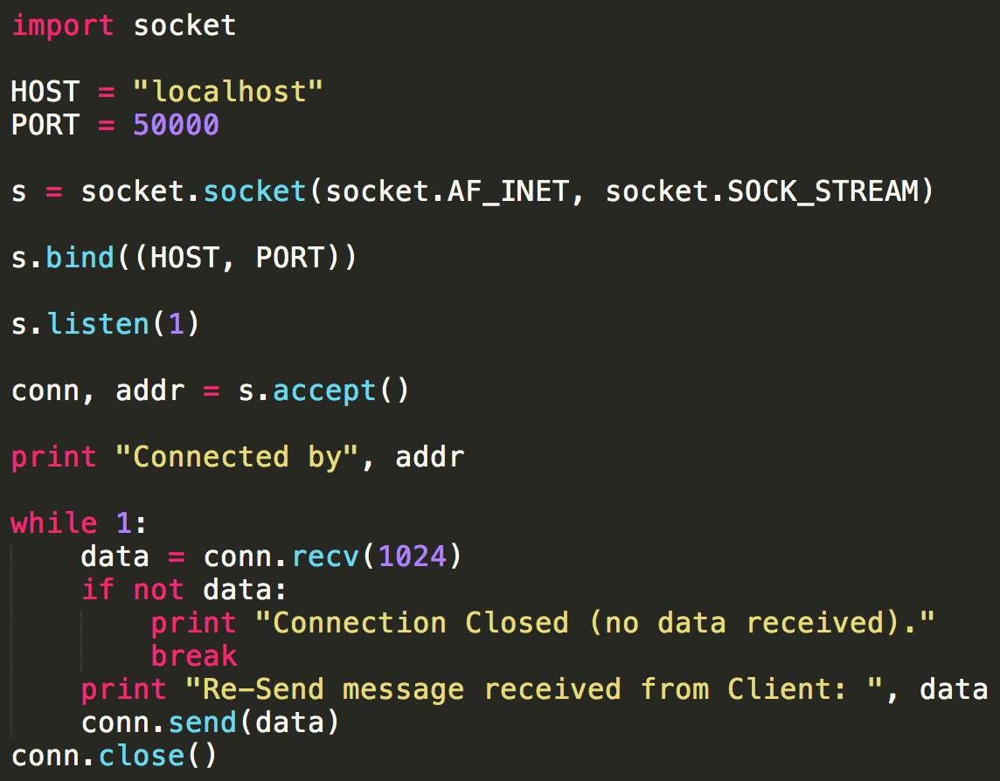 import socket
HOST = "localhost"
PORT = 50000
s = socket.socket(socket.AF_INET, socket.SOCK_STREAM)
s.bind((HOST, PORT))
s.listen(1)
conn, addr = s.accept()
print "Connected by", addr
while 1:
    data = conn.recv(1024)
    if not data:
        print "Connection Closed (no data received)."
        break
    print "Re-Send message received from Client: ", data
    conn.send(data)
conn.close()